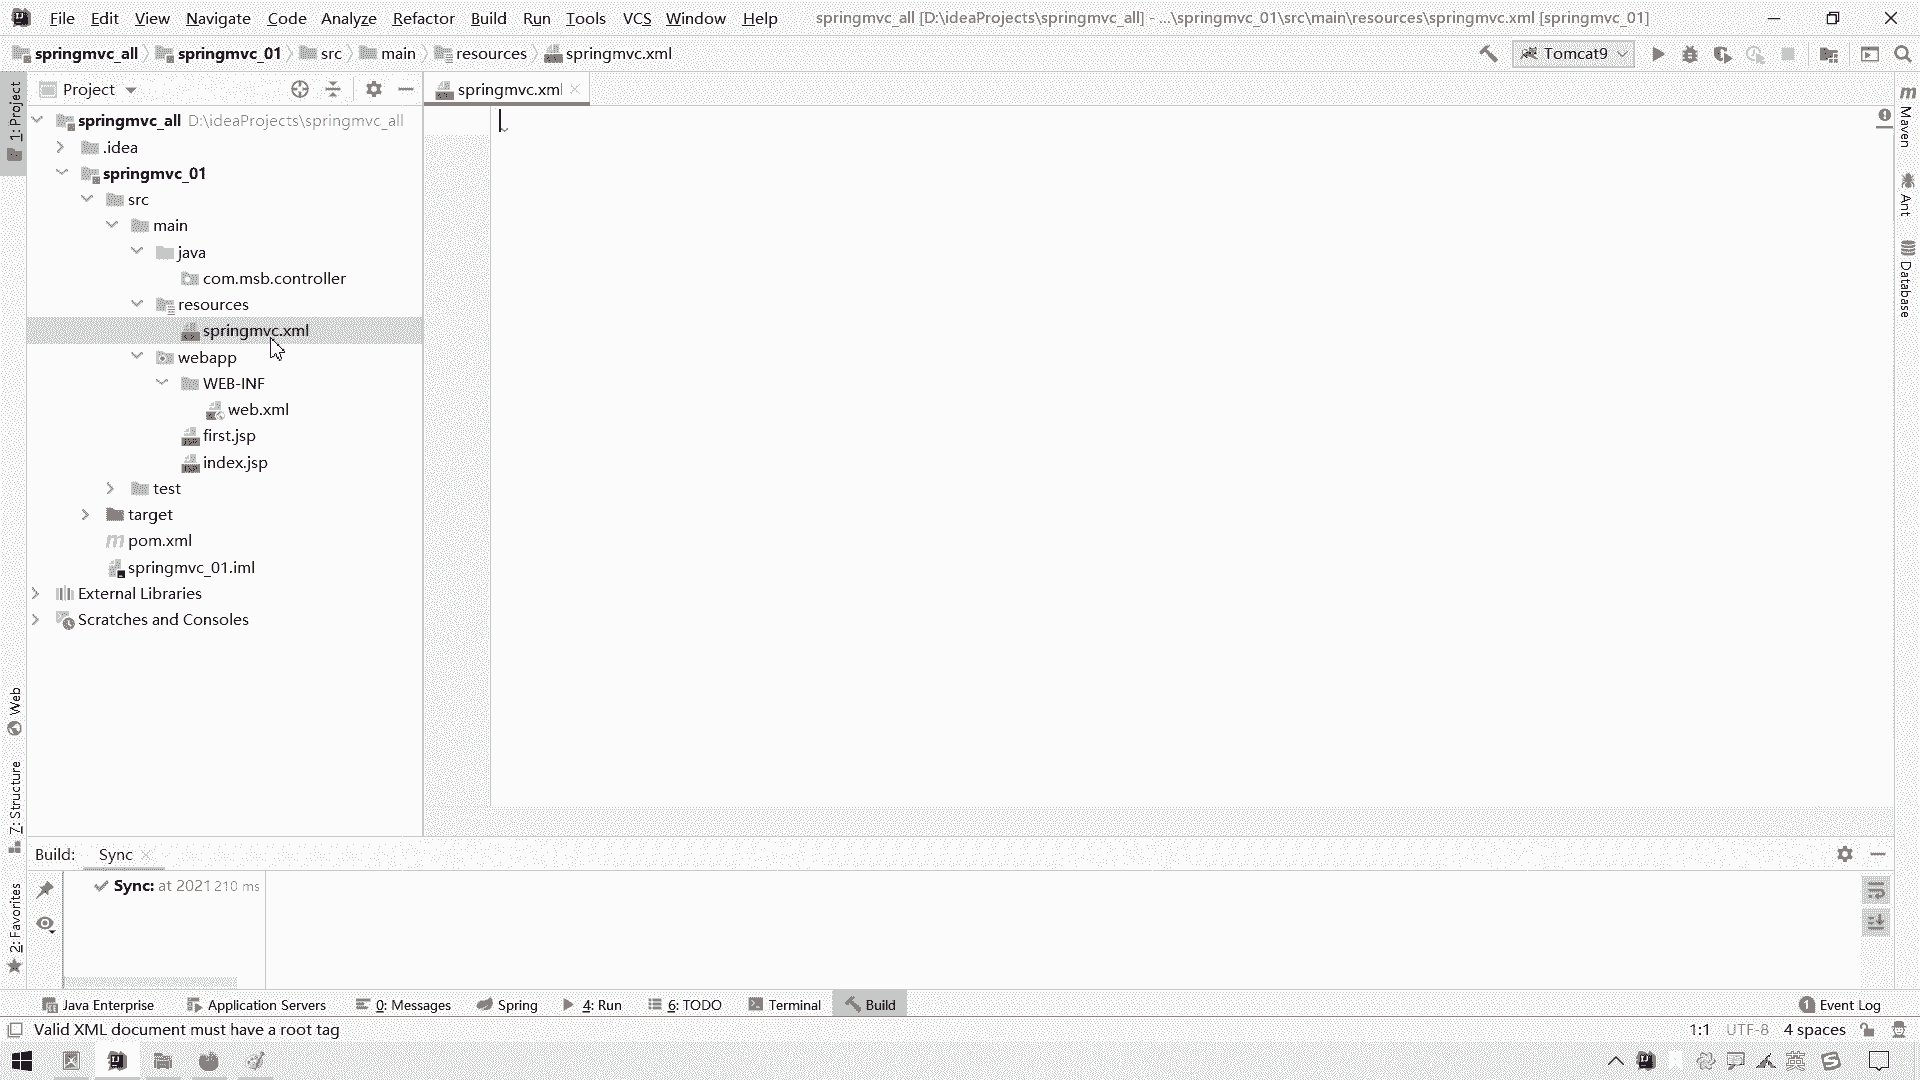 File Edit View Navigate Code Analyze Refactor Build Run Tools VCS Window Help springmvc_all [D:\ideaProjects\springmvc_all] - ...\springmvc_01\src\main\resources\springmvc.xml [springmvc_01]
springmvc_all springmvc_01 src main resources springmvc.xml Tomcat9
Project springmvc.xml
springmvc_all D:\ideaProjects\springmvc_all
.idea
springmvc_01
src
main
java
com.msb.controller
resources
springmvc.xml
webapp
WEB-INF
web.xml
first.jsp
index.jsp
test
target
pom.xml
springmvc_01.iml
External Libraries
Scratches and Consoles
1: Project
Web
7: Structure
2: Favorites
Maven
Ant
Database
Build: Sync
Sync: at 2021 210 ms
Java Enterprise Application Servers 0: Messages Spring 4: Run 6: TODO Terminal Build 1 Event Log
Valid XML document must have a root tag 1:1 UTF-8 4 spaces
英